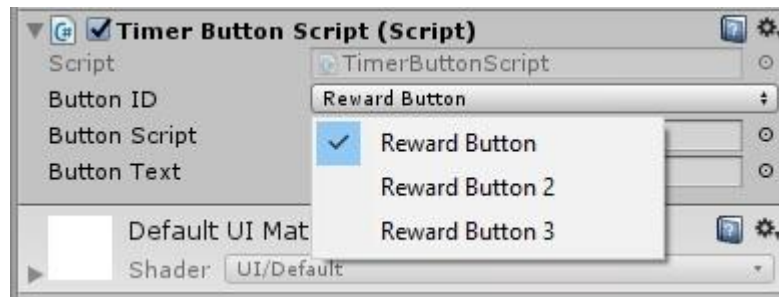 Timer Button Script (Script)
Script TimerButtonScript
Button ID Reward Button
Button Script Reward Button
Button Text Reward Button 2
Default UI Mat Reward Button 3
Shader UI/Default